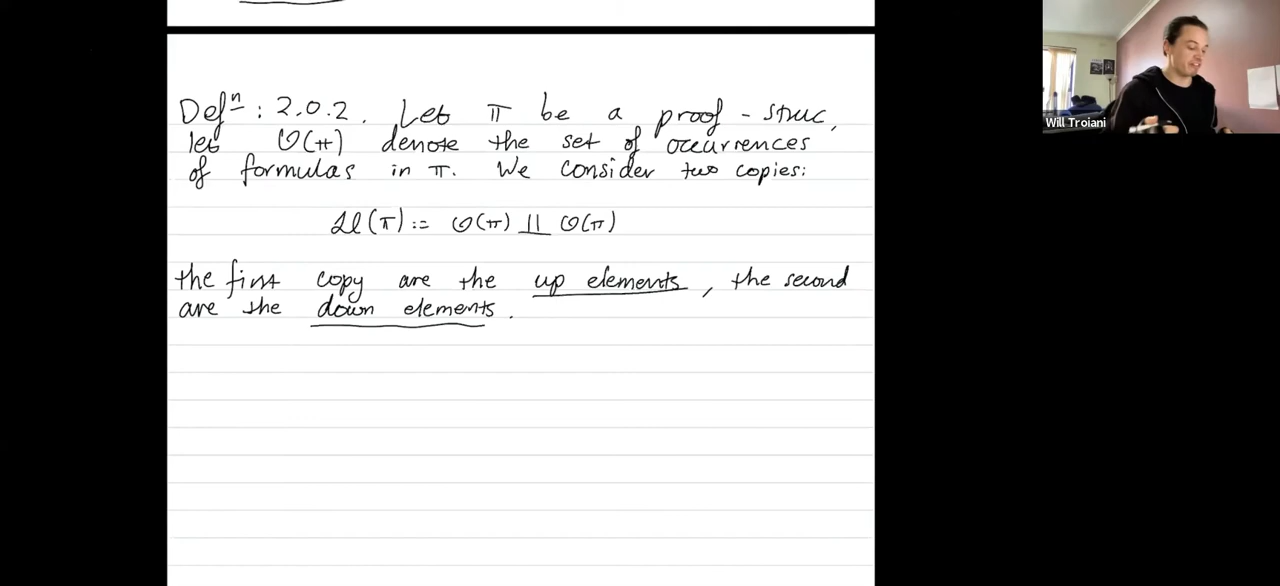 Defⁿ: 2.0.2. Let π be a proof-struc,
let O(π) denote the set of occurrences
of formulas in π. We consider two copies:
U(π) := O(π) ∐ O(π)
the first copy are the up elements, the second
are the down elements.
Will Troiani